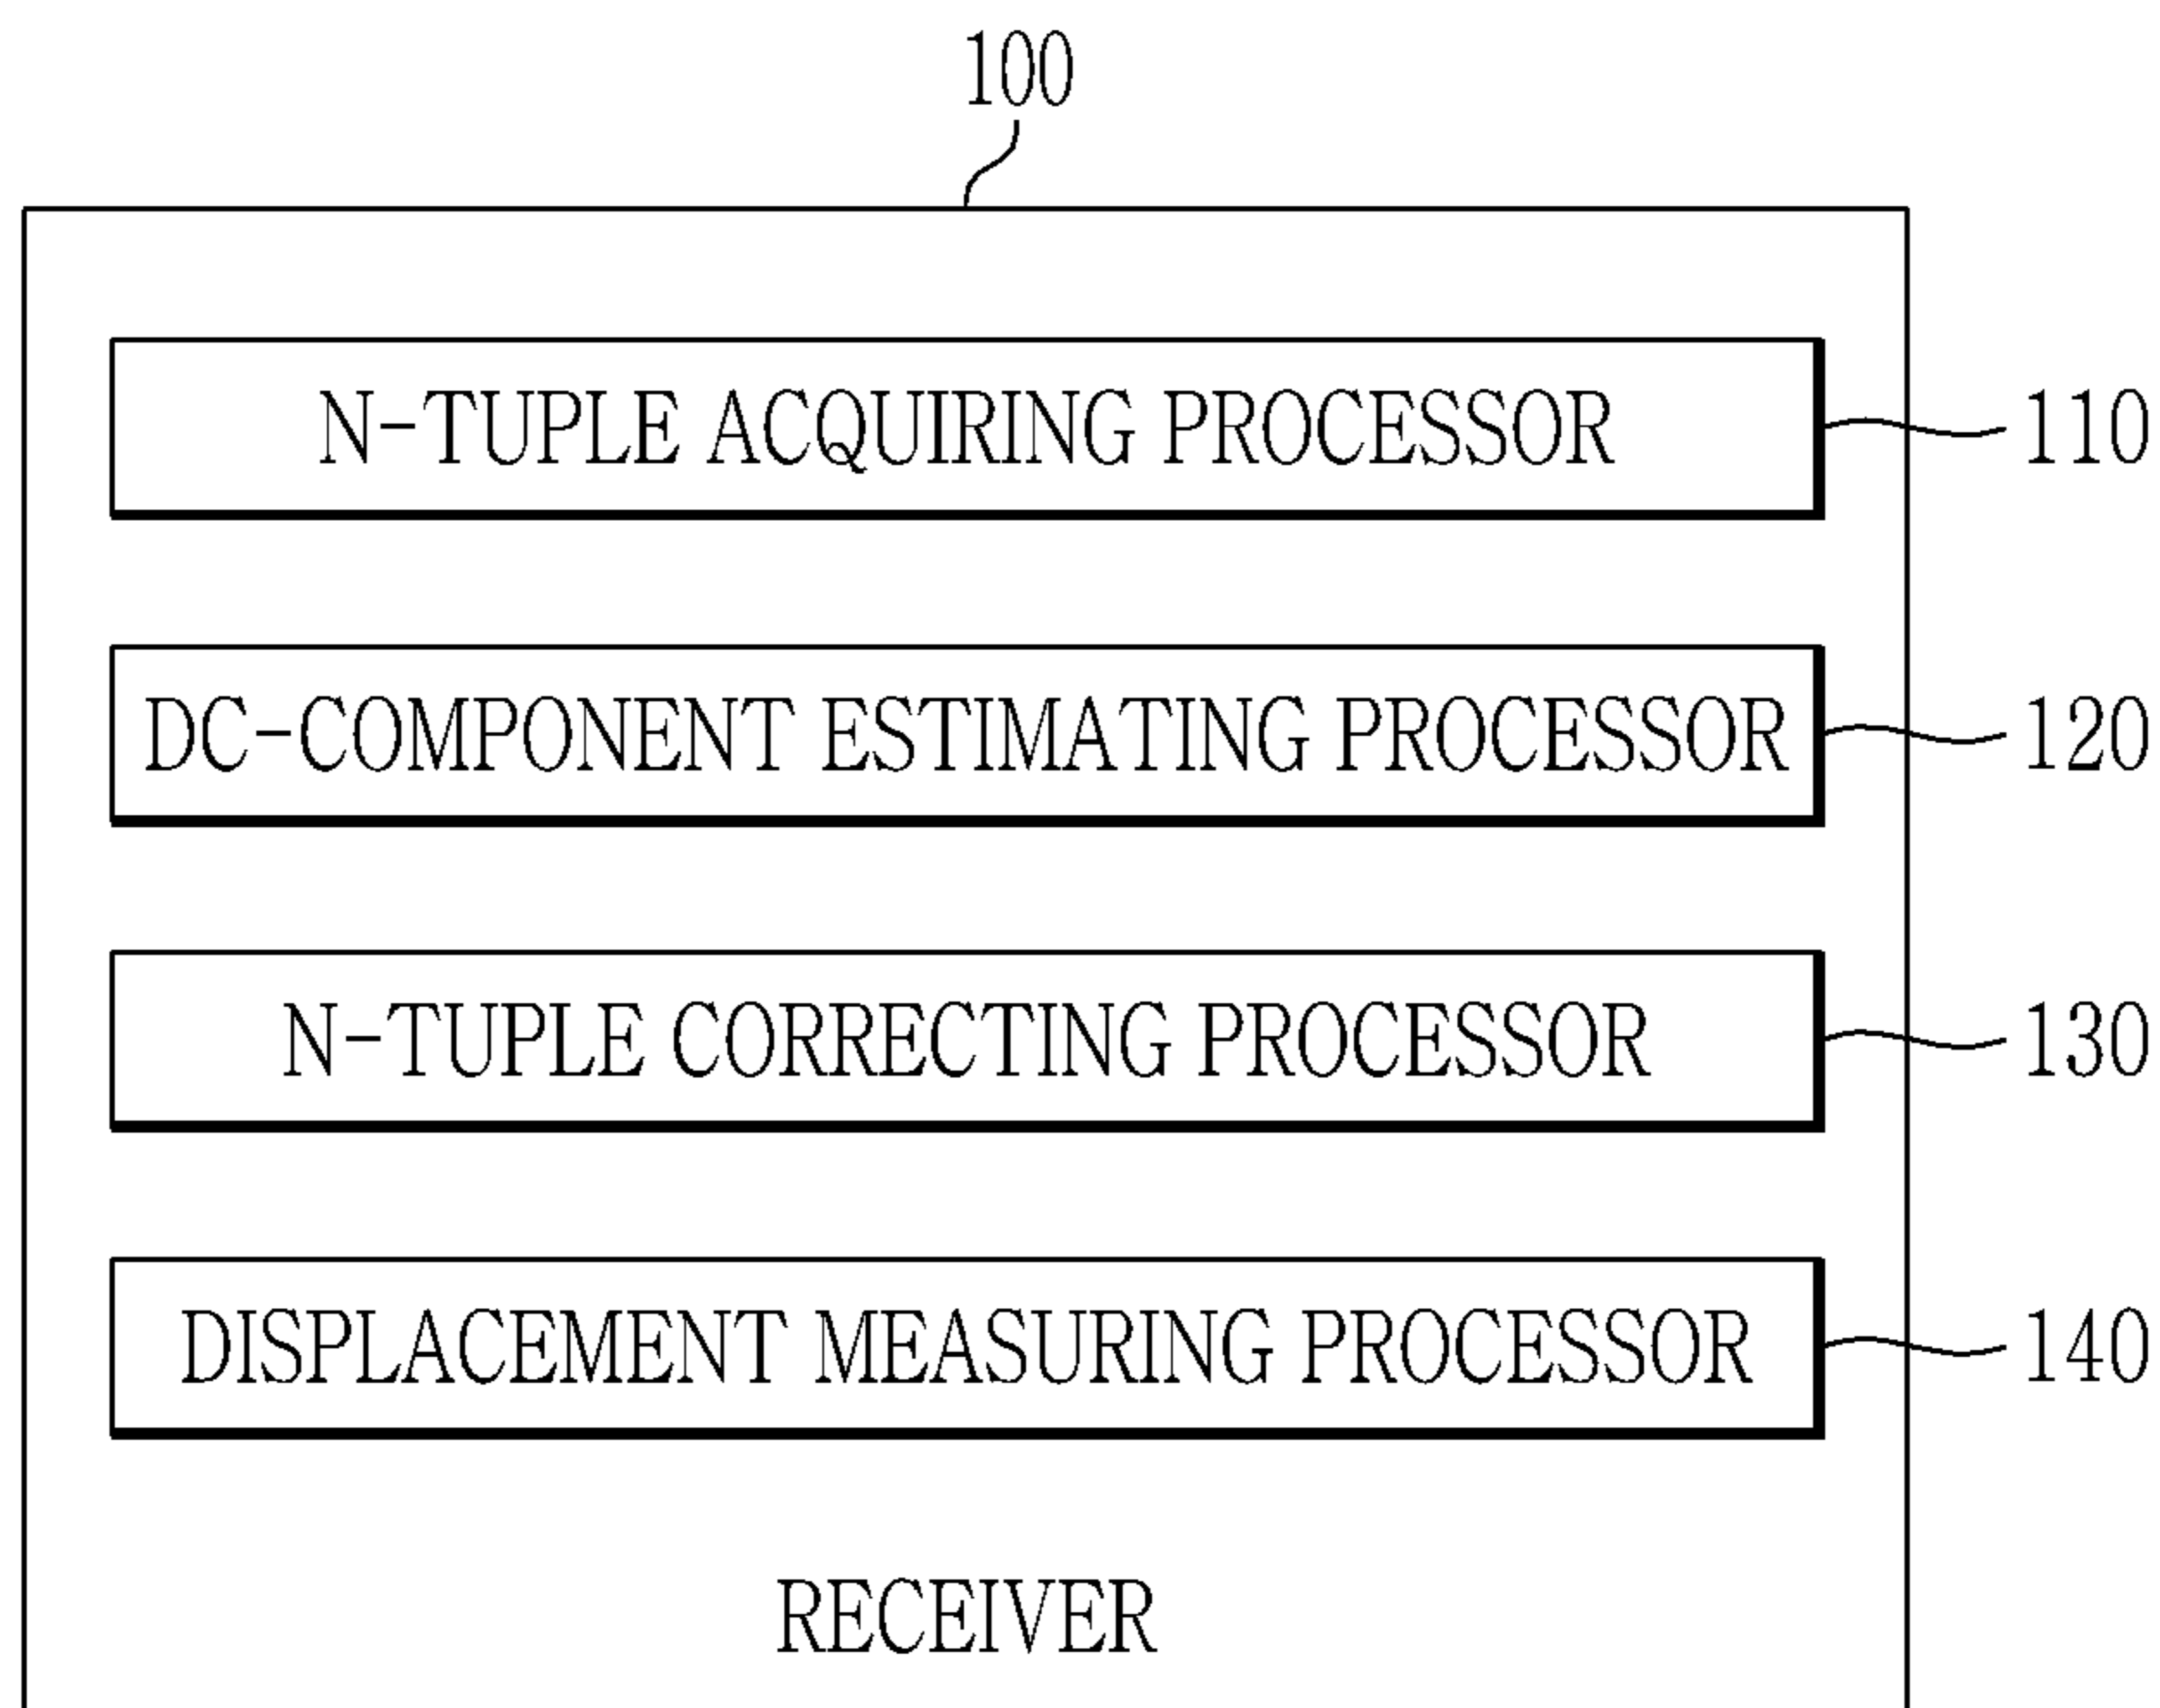 100
N-TUPLE ACQUIRING PROCESSOR 110
DC-COMPONENT ESTIMATING PROCESSOR 120
N-TUPLE CORRECTING PROCESSOR 130
DISPLACEMENT MEASURING PROCESSOR 140
RECEIVER